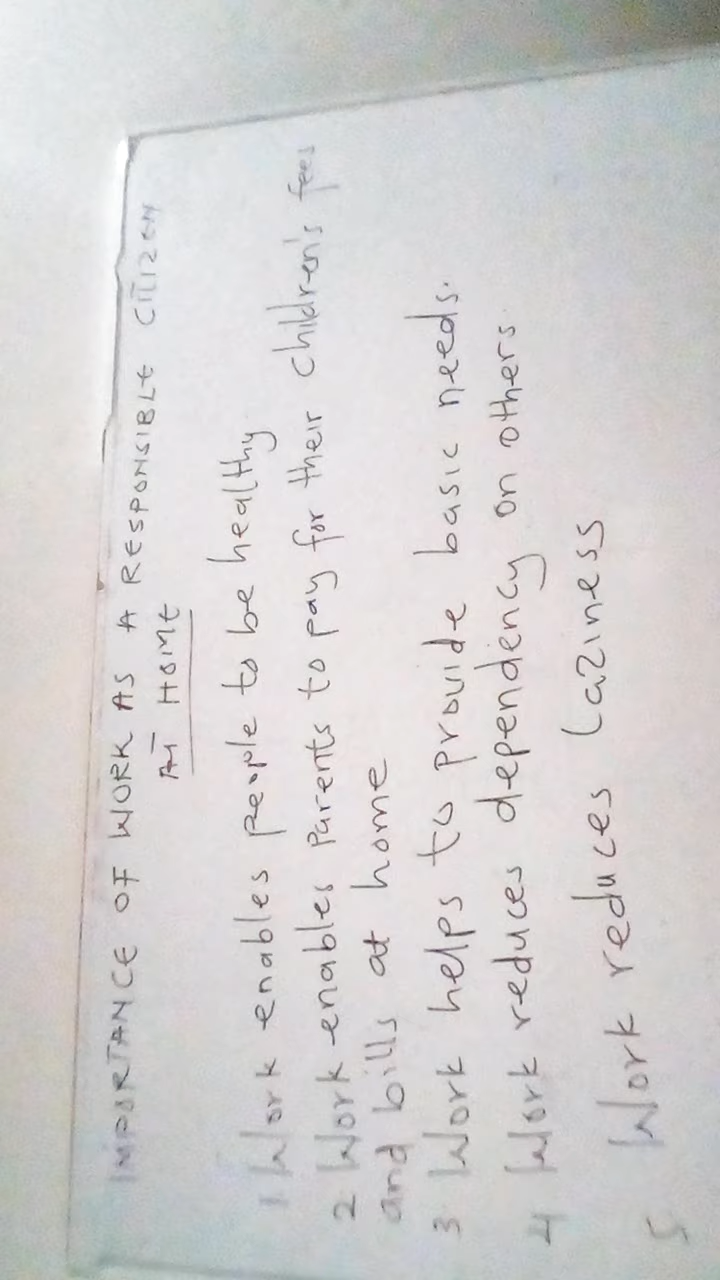 IMPORTANCE OF WORK AS A RESPONSIBLE CITIZEN
AT HOME
1 Work enables people to be healthy
2 Work enables Parents to pay for their children's fees
and bills at home
3 Work helps to provide basic needs.
4 Work reduces dependency on others.
5 Work reduces laziness